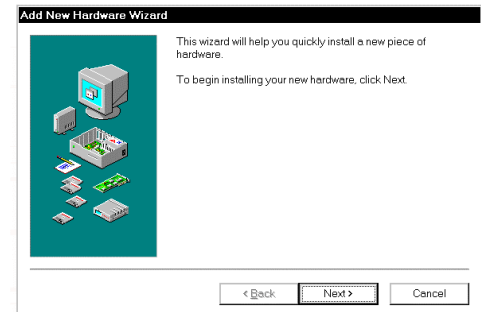 Add New Hardware Wizard
This wizard will help you quickly install a new piece of
hardware.
To begin installing your new hardware, click Next.
< Back
Next >
Cancel